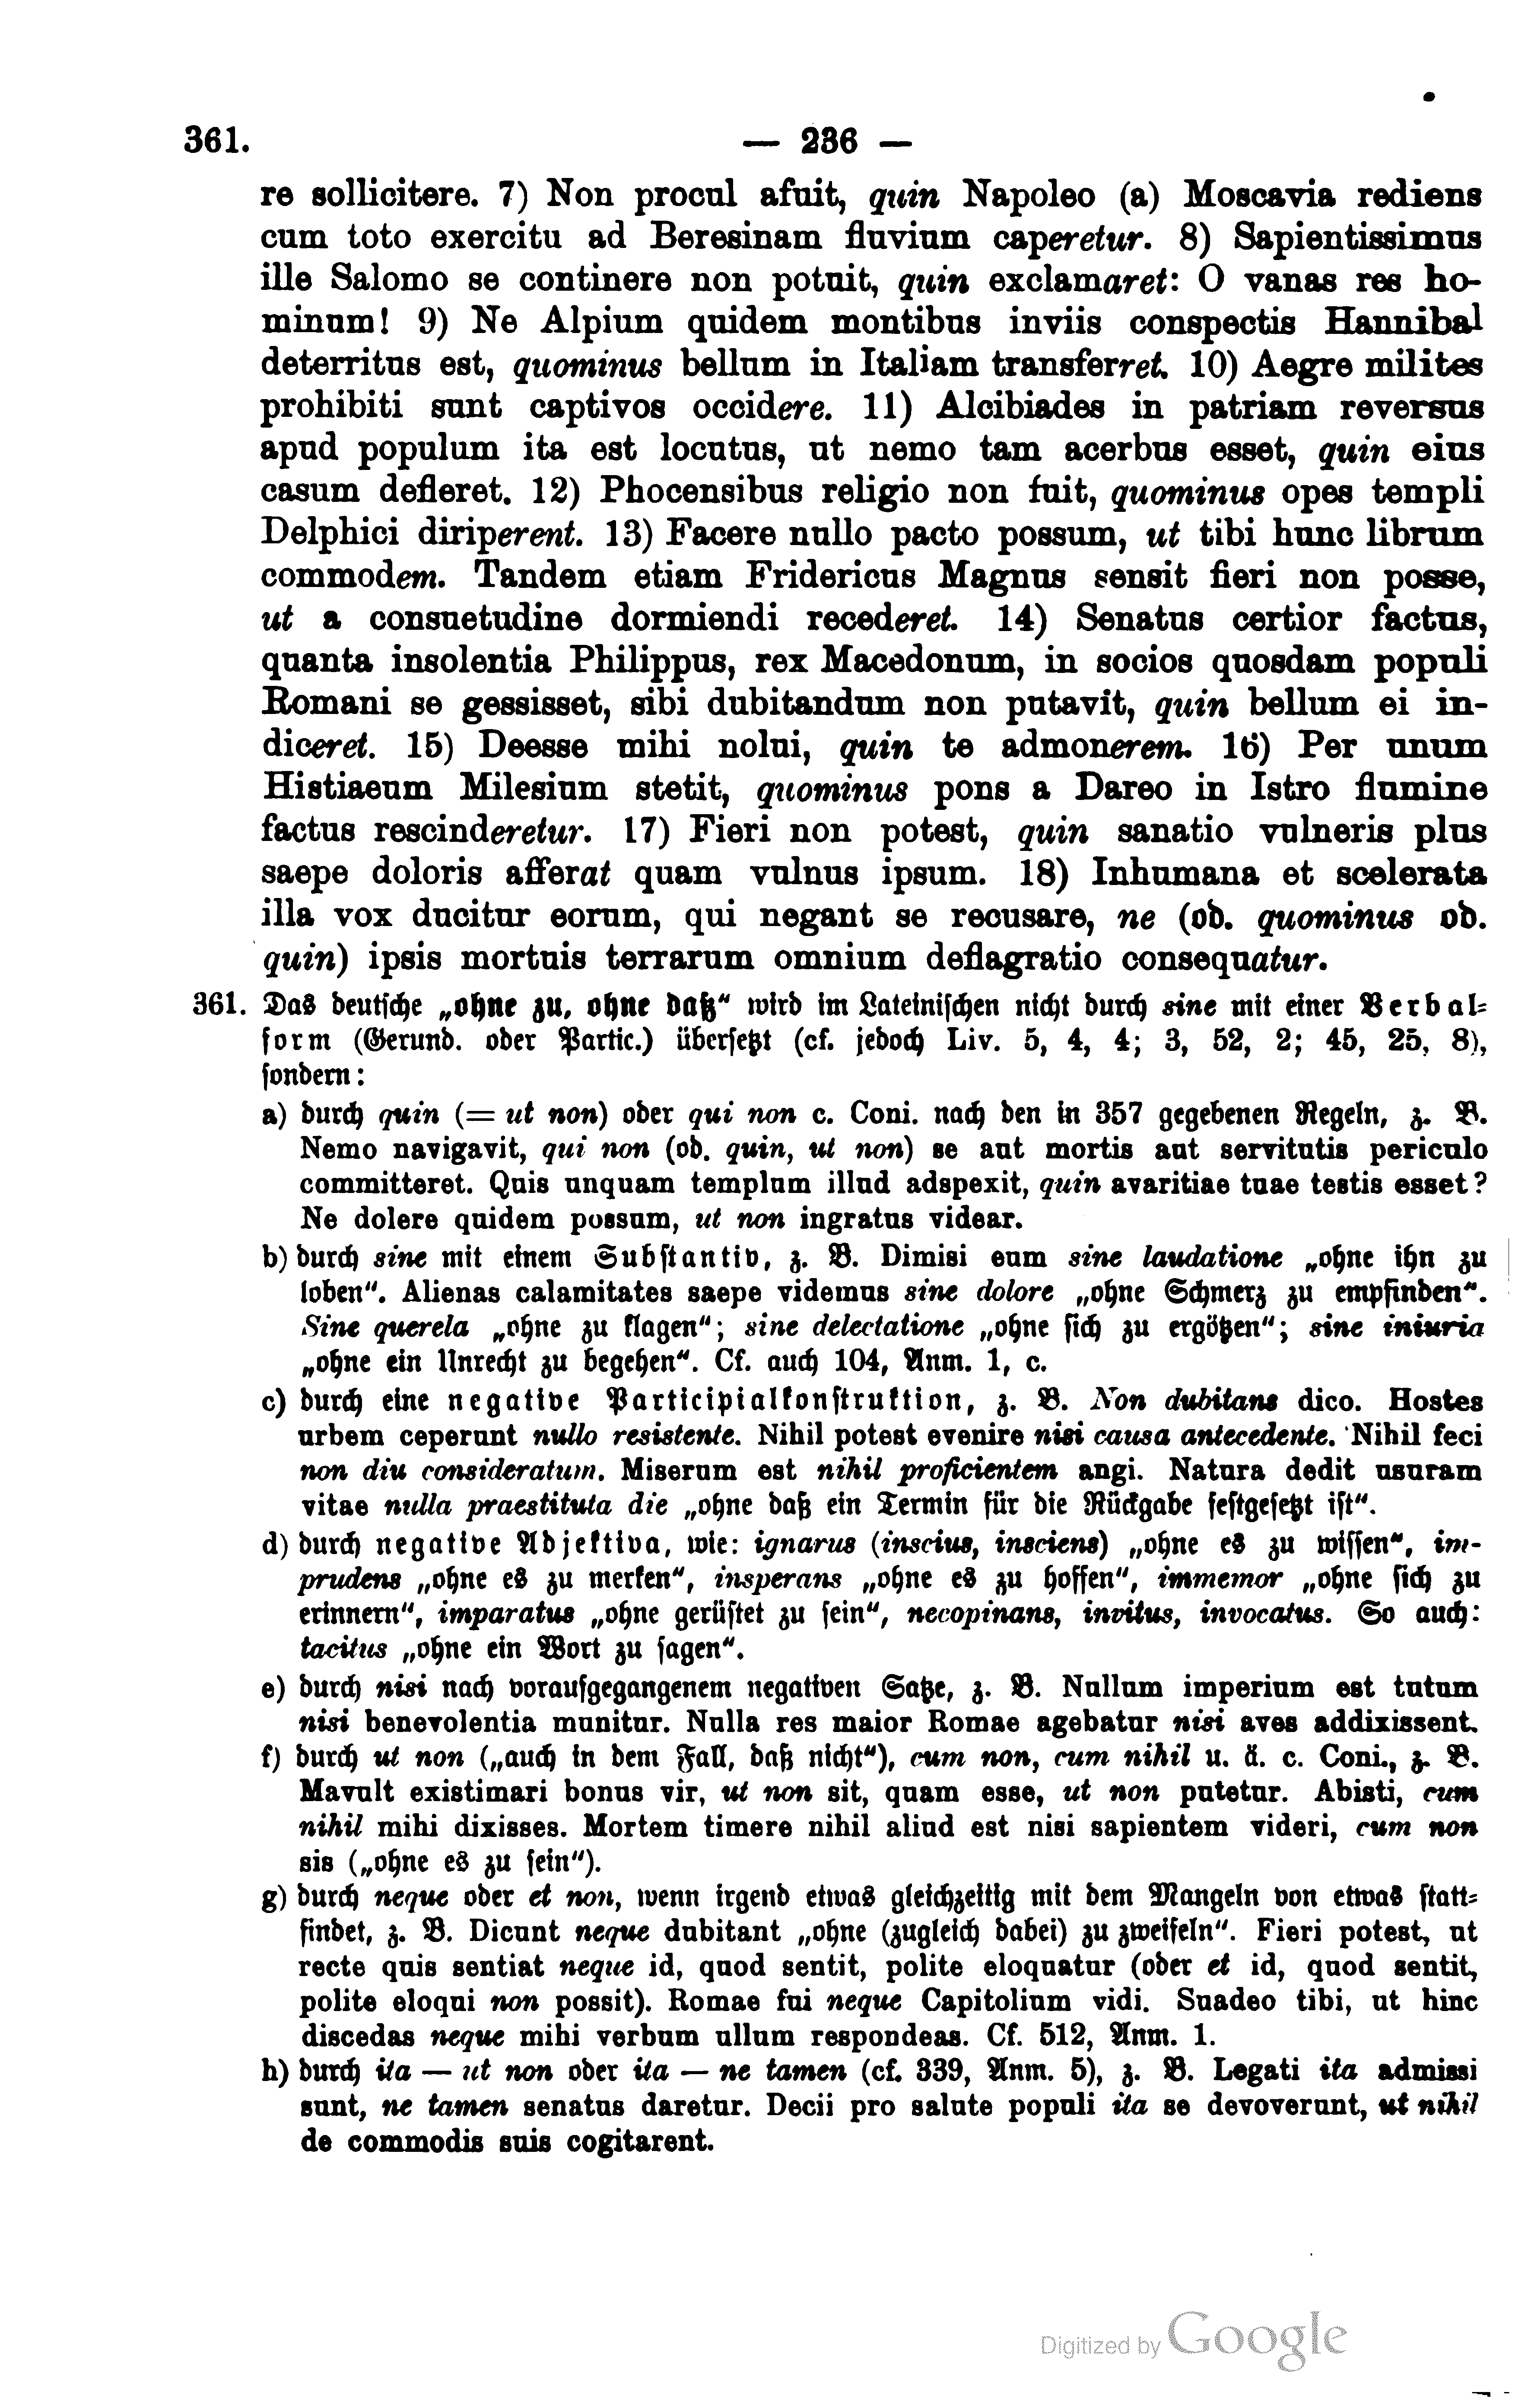 361. — 236 —
re sollicitere. 7) Non procul afuit, quin Napoleo (a) Moscavia rediens
cum toto exercitu ad Beresinam fluvium caperetur. 8) Sapientissimus
ille Salomo se continere non potuit, quin exclamaret: O vanas res ho-
minum! 9) Ne Alpium quidem montibus inviis conspectis Hannibal
deterritus est, quominus bellum in Italiam transferret. 10) Aegre milites
prohibiti sunt captivos occidere. 11) Alcibiades in patriam reversus
apud populum ita est locutus, ut nemo tam acerbus esset, quin eius
casum defleret. 12) Phocensibus religio non fuit, quominus opes templi
Delphici diriperent. 13) Facere nullo pacto possum, ut tibi hunc librum
commodem. Tandem etiam Fridericus Magnus sensit fieri non posse,
ut a consuetudine dormiendi recederet. 14) Senatus certior factus,
quanta insolentia Philippus, rex Macedonum, in socios quosdam populi
Romani se gessisset, sibi dubitandum non putavit, quin bellum ei in-
diceret. 15) Deesse mihi nolui, quin te admonerem. 16) Per unum
Histiaeum Milesium stetit, quominus pons a Dareo in Istro flumine
factus rescinderetur. 17) Fieri non potest, quin sanatio vulneris plus
saepe doloris afferat quam vulnus ipsum. 18) Inhumana et scelerata
illa vox ducitur eorum, qui negant se recusare, ne (od. quominus od.
quin) ipsis mortuis terrarum omnium deflagratio consequatur.
361. Das deutsche „ohne zu, ohne daß“ wird im Lateinischen nicht durch sine mit einer Verbal-
form (Gerund. oder Partic.) übersetzt (cf. jedoch Liv. 5, 4, 4; 3, 52, 2; 45, 25, 8),
sondern:
a) durch quin (= ut non) oder qui non c. Coni. nach den in 357 gegebenen Regeln, z. B.
Nemo navigavit, qui non (od. quin, ut non) se aut mortis aut servitutis periculo
committeret. Quis unquam templum illud adspexit, quin avaritiae tuae testis esset?
Ne dolere quidem possum, ut non ingratus videar.
b) durch sine mit einem Substantiv, z. B. Dimisi eum sine laudatione „ohne ihn zu
loben“. Alienas calamitates saepe videmus sine dolore „ohne Schmerz zu empfinden“.
Sine querela „ohne zu klagen“; sine delectatione „ohne sich zu ergötzen“; sine iniuria
„ohne ein Unrecht zu begehen“. Cf. auch 104, Anm. 1, c.
c) durch eine negative Participialkonstruktion, z. B. Non dubitans dico. Hostes
urbem ceperunt nullo resistente. Nihil potest evenire nisi causa antecedente. Nihil feci
non diu consideratum. Miserum est nihil proficientem angi. Natura dedit usuram
vitae nulla praestituta die „ohne daß ein Termin für die Rückgabe festgesetzt ist“.
d) durch negative Adjektiva, wie: ignarus (inscius, insciens) „ohne es zu wissen“, im-
prudens „ohne es zu merken“, insperans „ohne es zu hoffen“, immemor „ohne sich zu
erinnern“, imparatus „ohne gerüstet zu sein“, necopinans, invitus, invocatus. So auch:
tacitus „ohne ein Wort zu sagen“.
e) durch nisi nach voraufgegangenem negativen Satze, z. B. Nullum imperium est tutum
nisi benevolentia munitur. Nulla res maior Romae agebatur nisi aves addixissent.
f) durch ut non („auch in dem Fall, daß nicht“), cum non, cum nihil u. ä. c. Coni., z. B.
Mavult existimari bonus vir, ut non sit, quam esse, ut non putetur. Abisti, cum
nihil mihi dixisses. Mortem timere nihil aliud est nisi sapientem videri, cum non
sis („ohne es zu sein“).
g) durch neque oder et non, wenn irgend etwas gleichzeitig mit dem Mangeln von etwas statt-
findet, z. B. Dicunt neque dubitant „ohne (zugleich dabei) zu zweifeln“. Fieri potest, ut
recte quis sentiat neque id, quod sentit, polite eloquatur (oder et id, quod sentit,
polite eloqui non possit). Romae fui neque Capitolium vidi. Suadeo tibi, ut hinc
discedas neque mihi verbum ullum respondeas. Cf. 512, Anm. 1.
h) durch ita — ut non oder ita — ne tamen (cf. 339, Anm. 5), z. B. Legati ita admissi
sunt, ne tamen senatus daretur. Decii pro salute populi ita se devoverunt, ut nihil
de commodis suis cogitarent.
Digitized by Google